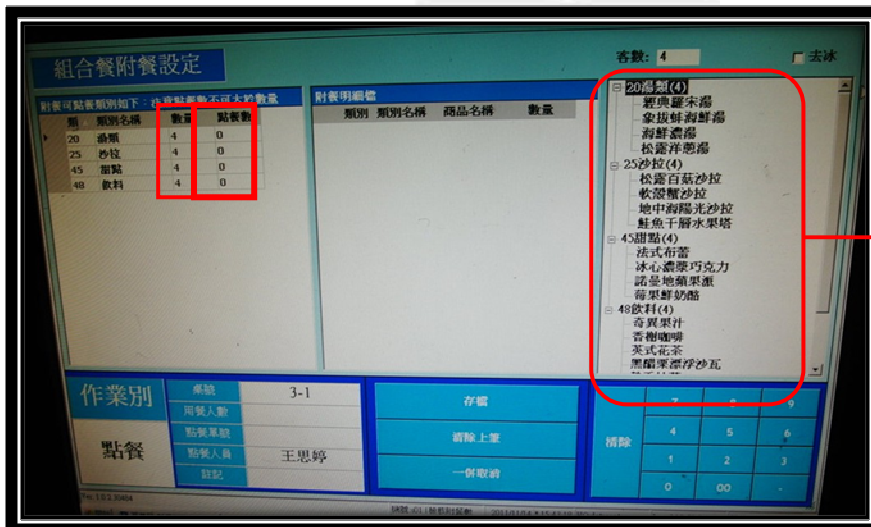 組合餐附餐設定
客數: 4
去冰
附餐可點餐類別如下：注意點餐數不可大於數量
類 類別名稱 數量 點餐數
20 湯類 4 0
25 沙拉 4 0
45 甜點 4 0
48 飲料 4 0
附餐明細檔
類別 類別名稱 商品名稱 數量
20湯類(4)
經典羅宋湯
象拔蚌海鮮湯
海鮮濃湯
松露洋蔥湯
25沙拉(4)
松露百菇沙拉
軟殼蟹沙拉
地中海陽光沙拉
鮭魚千層水果塔
45甜點(4)
法式布蕾
冰心濃漿巧克力
諾曼地蘋果派
莓果鮮奶酪
48飲料(4)
奇異果汁
香榭咖啡
英式花茶
黑醋栗漂浮沙瓦
作業別
點餐
桌號 3-1
用餐人數
點餐單號
點餐人員 王思婷
註記
存檔
清除上筆
一併取消
清除
7 8 9
4 5 6
1 2 3
0 00 .